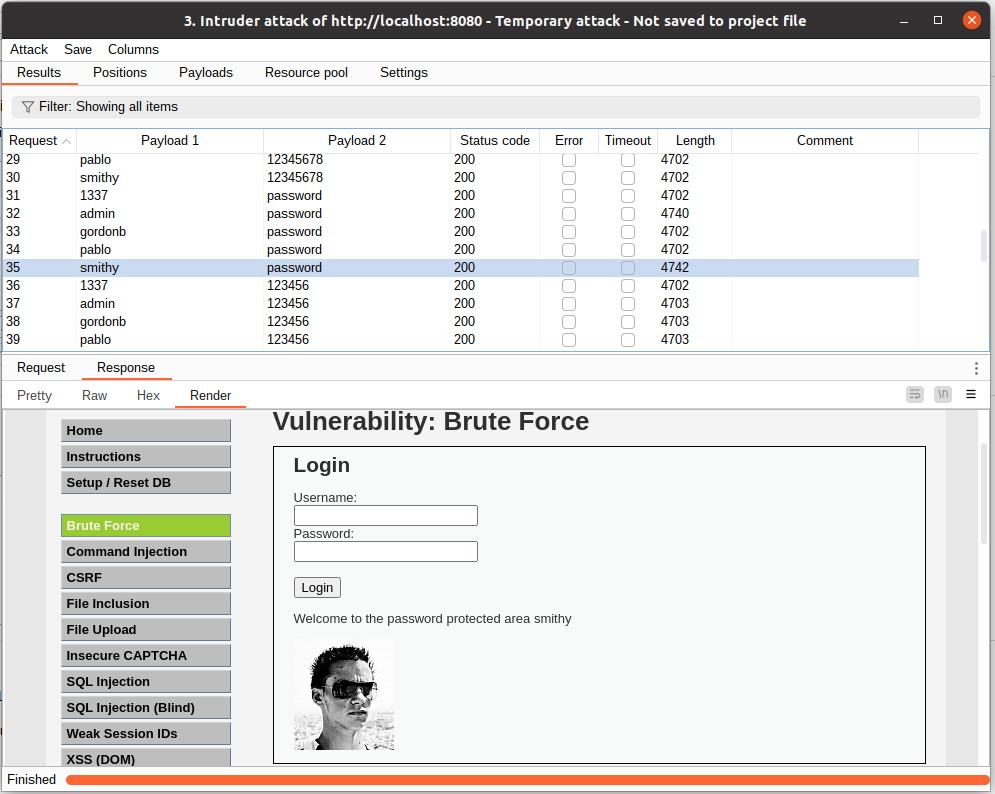 3. Intruder attack of http://localhost:8080 - Temporary attack - Not saved to project file
Attack Save Columns
Results Positions Payloads Resource pool Settings
Filter: Showing all items
Request Payload 1 Payload 2 Status code Error Timeout Length Comment
29 pablo 12345678 200 4702
30 smithy 12345678 200 4702
31 1337 password 200 4702
32 admin password 200 4740
33 gordonb password 200 4702
34 pablo password 200 4702
35 smithy password 200 4742
36 1337 123456 200 4702
37 admin 123456 200 4703
38 gordonb 123456 200 4703
39 pablo 123456 200 4703
Request Response
Pretty Raw Hex Render
\n
Home
Instructions
Setup / Reset DB
Brute Force
Command Injection
CSRF
File Inclusion
File Upload
Insecure CAPTCHA
SQL Injection
SQL Injection (Blind)
Weak Session IDs
XSS (DOM)
Vulnerability: Brute Force
Login
Username:
Password:
Login
Welcome to the password protected area smithy
Finished